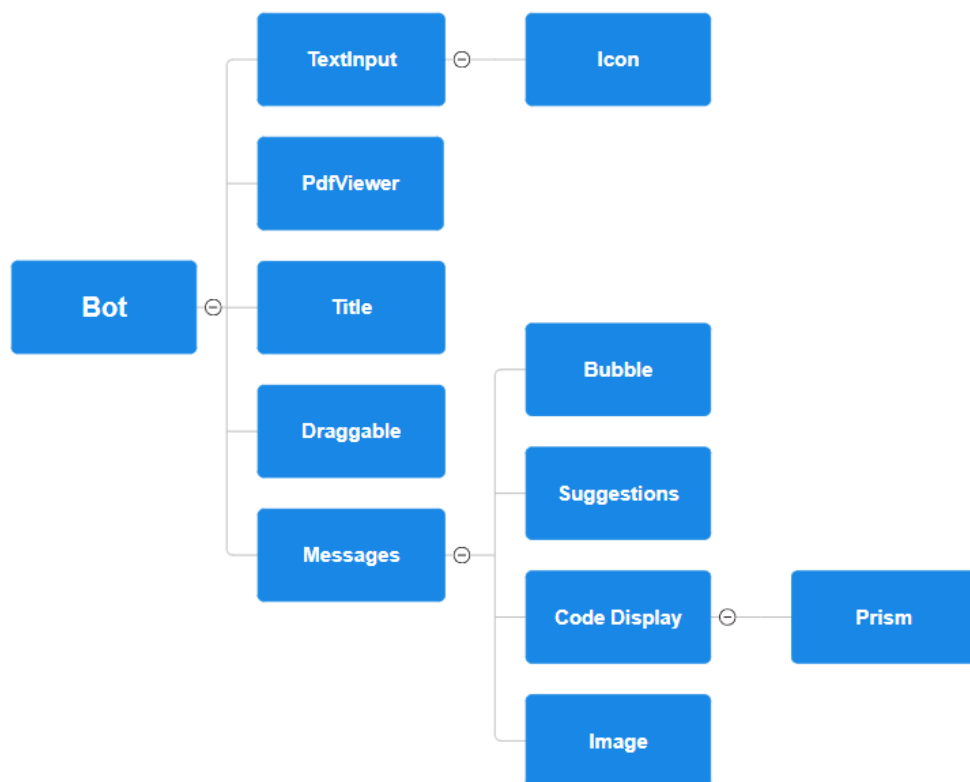 TextInput
Icon
PdfViewer
Bot
Title
Bubble
Draggable
Suggestions
Messages
Code Display
Prism
Image